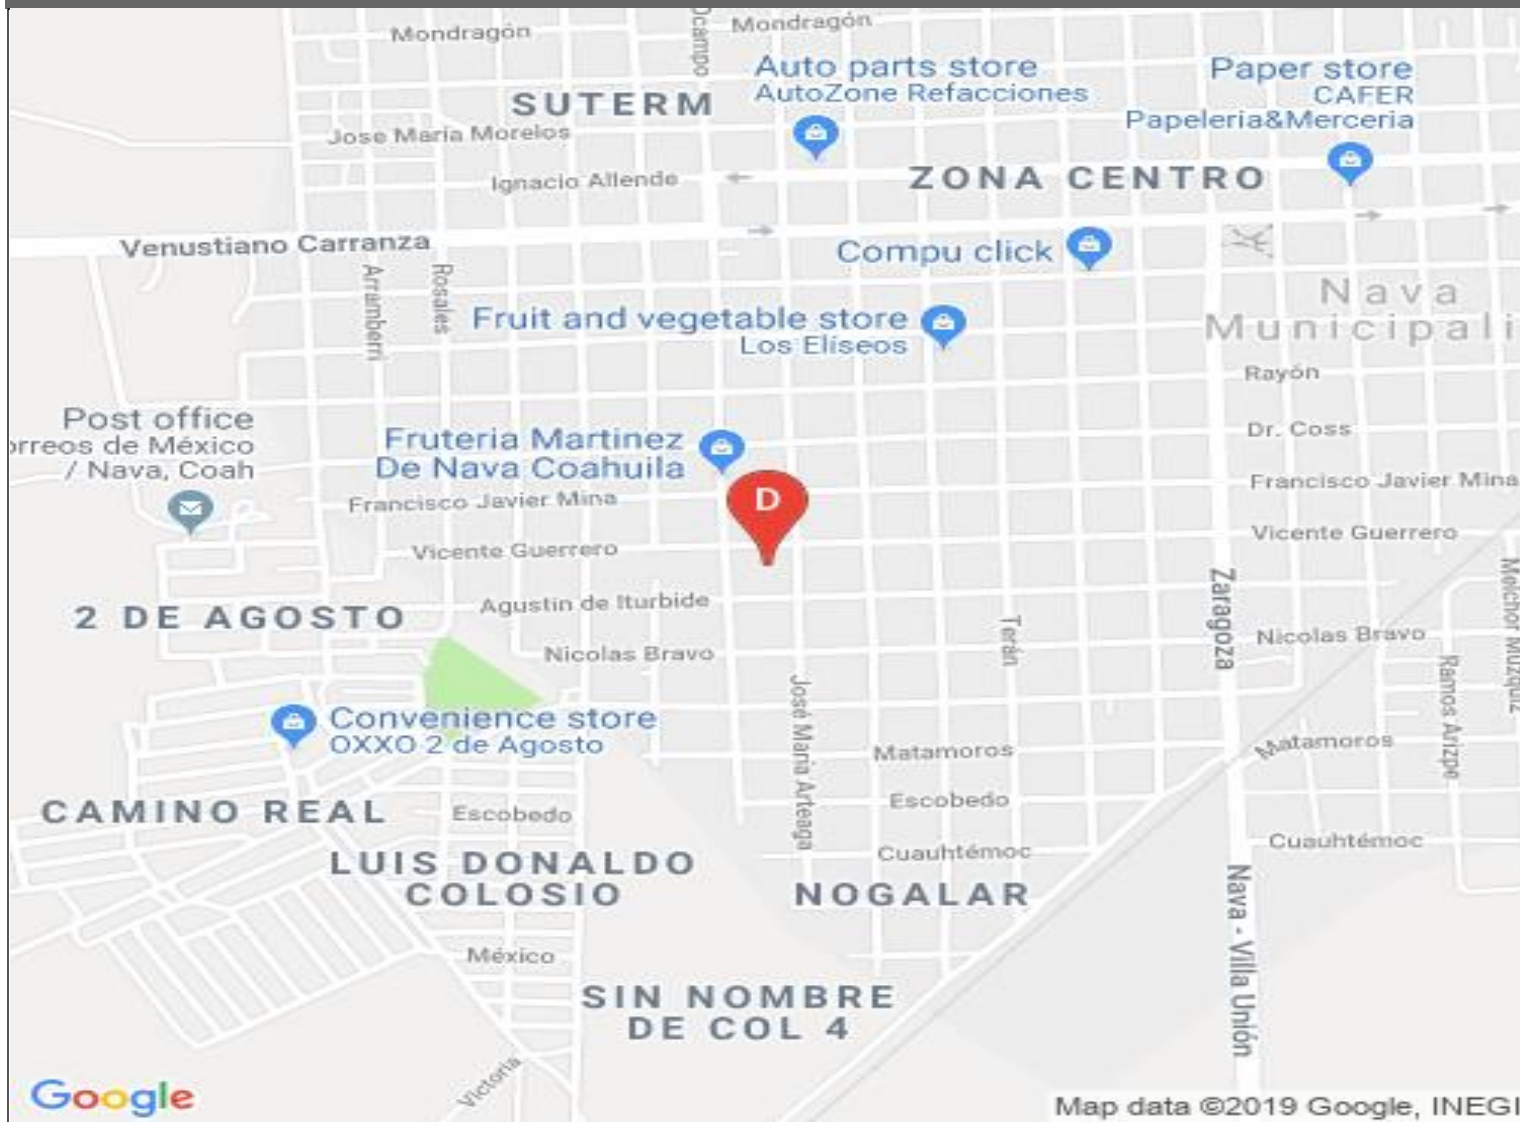 Mondragón
Ocampo
Mondragón
Auto parts store
AutoZone Refacciones
Paper store
CAFER
Papeleria&Merceria
SUTERM
Jose Maria Morelos
Ignacio Allende
ZONA CENTRO
Venustiano Carranza
Compu click
Arramberri
Rosales
Fruit and vegetable store
Los Eliseos
Nava
Municipali
Rayón
Post office
orreos de México
/ Nava, Coah
Fruteria Martinez
De Nava Coahuila
Dr. Coss
Francisco Javier Mina
D
Francisco Javier Mina
Vicente Guerrero
Vicente Guerrero
2 DE AGOSTO
Agustin de Iturbide
Terán
Zaragoza
Melchor Múzquiz
Nicolas Bravo
Nicolas Bravo
Ramos Arizpe
José María Arteaga
Convenience store
OXXO 2 de Agosto
Matamoros
Matamoros
CAMINO REAL
Escobedo
Escobedo
Cuauhtémoc
Cuauhtémoc
LUIS DONALDO
COLOSIO
NOGALAR
Nava - Villa Unión
México
SIN NOMBRE
DE COL 4
Victoria
Google
Map data ©2019 Google, INEGI